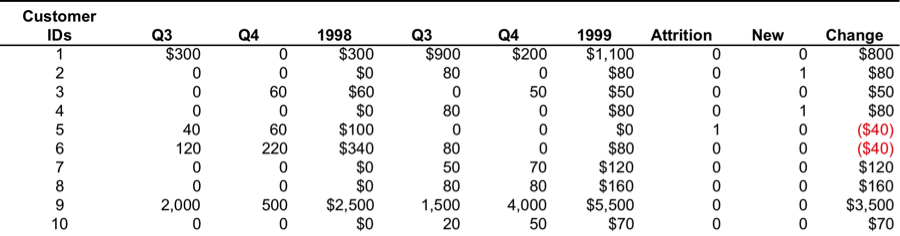 Customer
IDs Q3 Q4 1998 Q3 Q4 1999 Attrition New Change
1 $300 0 $300 $900 $200 $1,100 0 0 $800
2 0 0 $0 80 0 $80 0 1 $80
3 0 60 $60 0 50 $50 0 0 $50
4 0 0 $0 80 0 $80 0 1 $80
5 40 60 $100 0 0 $0 1 0 ($40)
6 120 220 $340 80 0 $80 0 0 ($40)
7 0 0 $0 50 70 $120 0 0 $120
8 0 0 $0 80 80 $160 0 0 $160
9 2,000 500 $2,500 1,500 4,000 $5,500 0 0 $3,500
10 0 0 $0 20 50 $70 0 0 $70